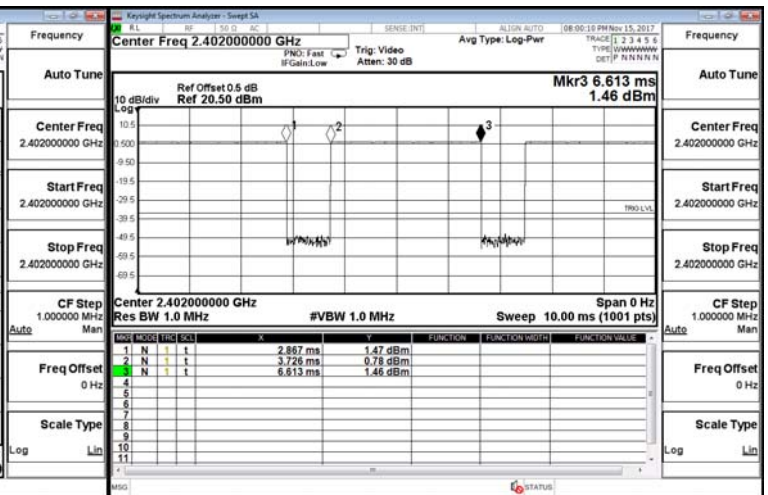 Frequency
Auto Tune
Center Freq
2.402000000 GHz
Start Freq
2.402000000 GHz
Stop Freq
2.402000000 GHz
CF Step
1.000000 MHz
Auto Man
Freq Offset
0 Hz
Scale Type
Log Lin
Keysight Spectrum Analyzer - Swept SA
RL RF 50 Ω AC SENSE:INT ALIGN AUTO 08:00:10 PM Nov 15, 2017
Center Freq 2.402000000 GHz
PNO: Fast
IFGain:Low
Trig: Video
Atten: 30 dB
Avg Type: Log-Pwr
TRACE 1 2 3 4 5 6
TYPE WWWWWW
DET P N N N N N
Ref Offset 0.5 dB
Ref 20.50 dBm
10 dB/div
Log
Mkr3 6.613 ms
1.46 dBm
10.5
0.500
-9.50
-19.5
-29.5
-39.5
-49.5
-59.5
-69.5
1
2
3
TRIG LVL
Center 2.402000000 GHz
Span 0 Hz
Res BW 1.0 MHz
#VBW 1.0 MHz
Sweep 10.00 ms (1001 pts)
MKR MODE TRC SCL X Y FUNCTION FUNCTION WIDTH FUNCTION VALUE
1 N 1 t 2.867 ms 1.47 dBm
2 N 1 t 3.726 ms 0.78 dBm
3 N 1 t 6.613 ms 1.46 dBm
4
5
6
7
8
9
10
11
MSG
STATUS
Frequency
Auto Tune
Center Freq
2.402000000 GHz
Start Freq
2.402000000 GHz
Stop Freq
2.402000000 GHz
CF Step
1.000000 MHz
Auto Man
Freq Offset
0 Hz
Scale Type
Log Lin